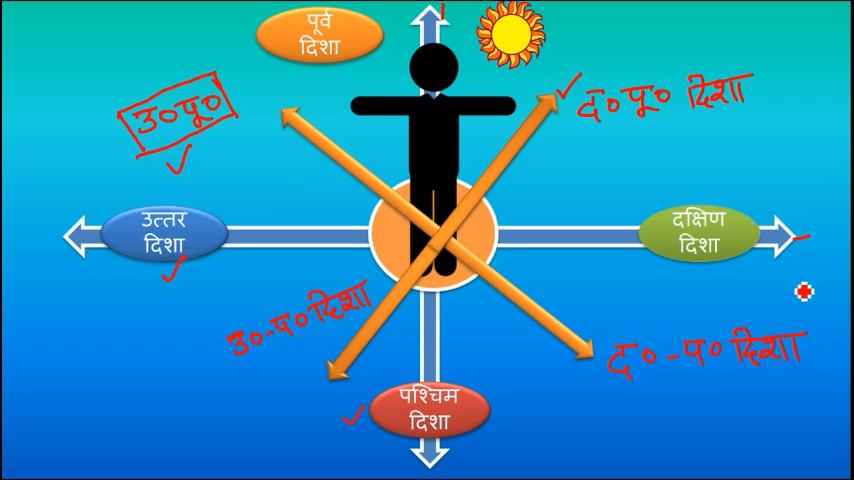 पूर्व
दिशा
उ०पू०
द०पू० दिशा
उत्तर
दिशा
दक्षिण
दिशा
उ०-प० दिशा
द०-प० दिशा
पश्चिम
दिशा